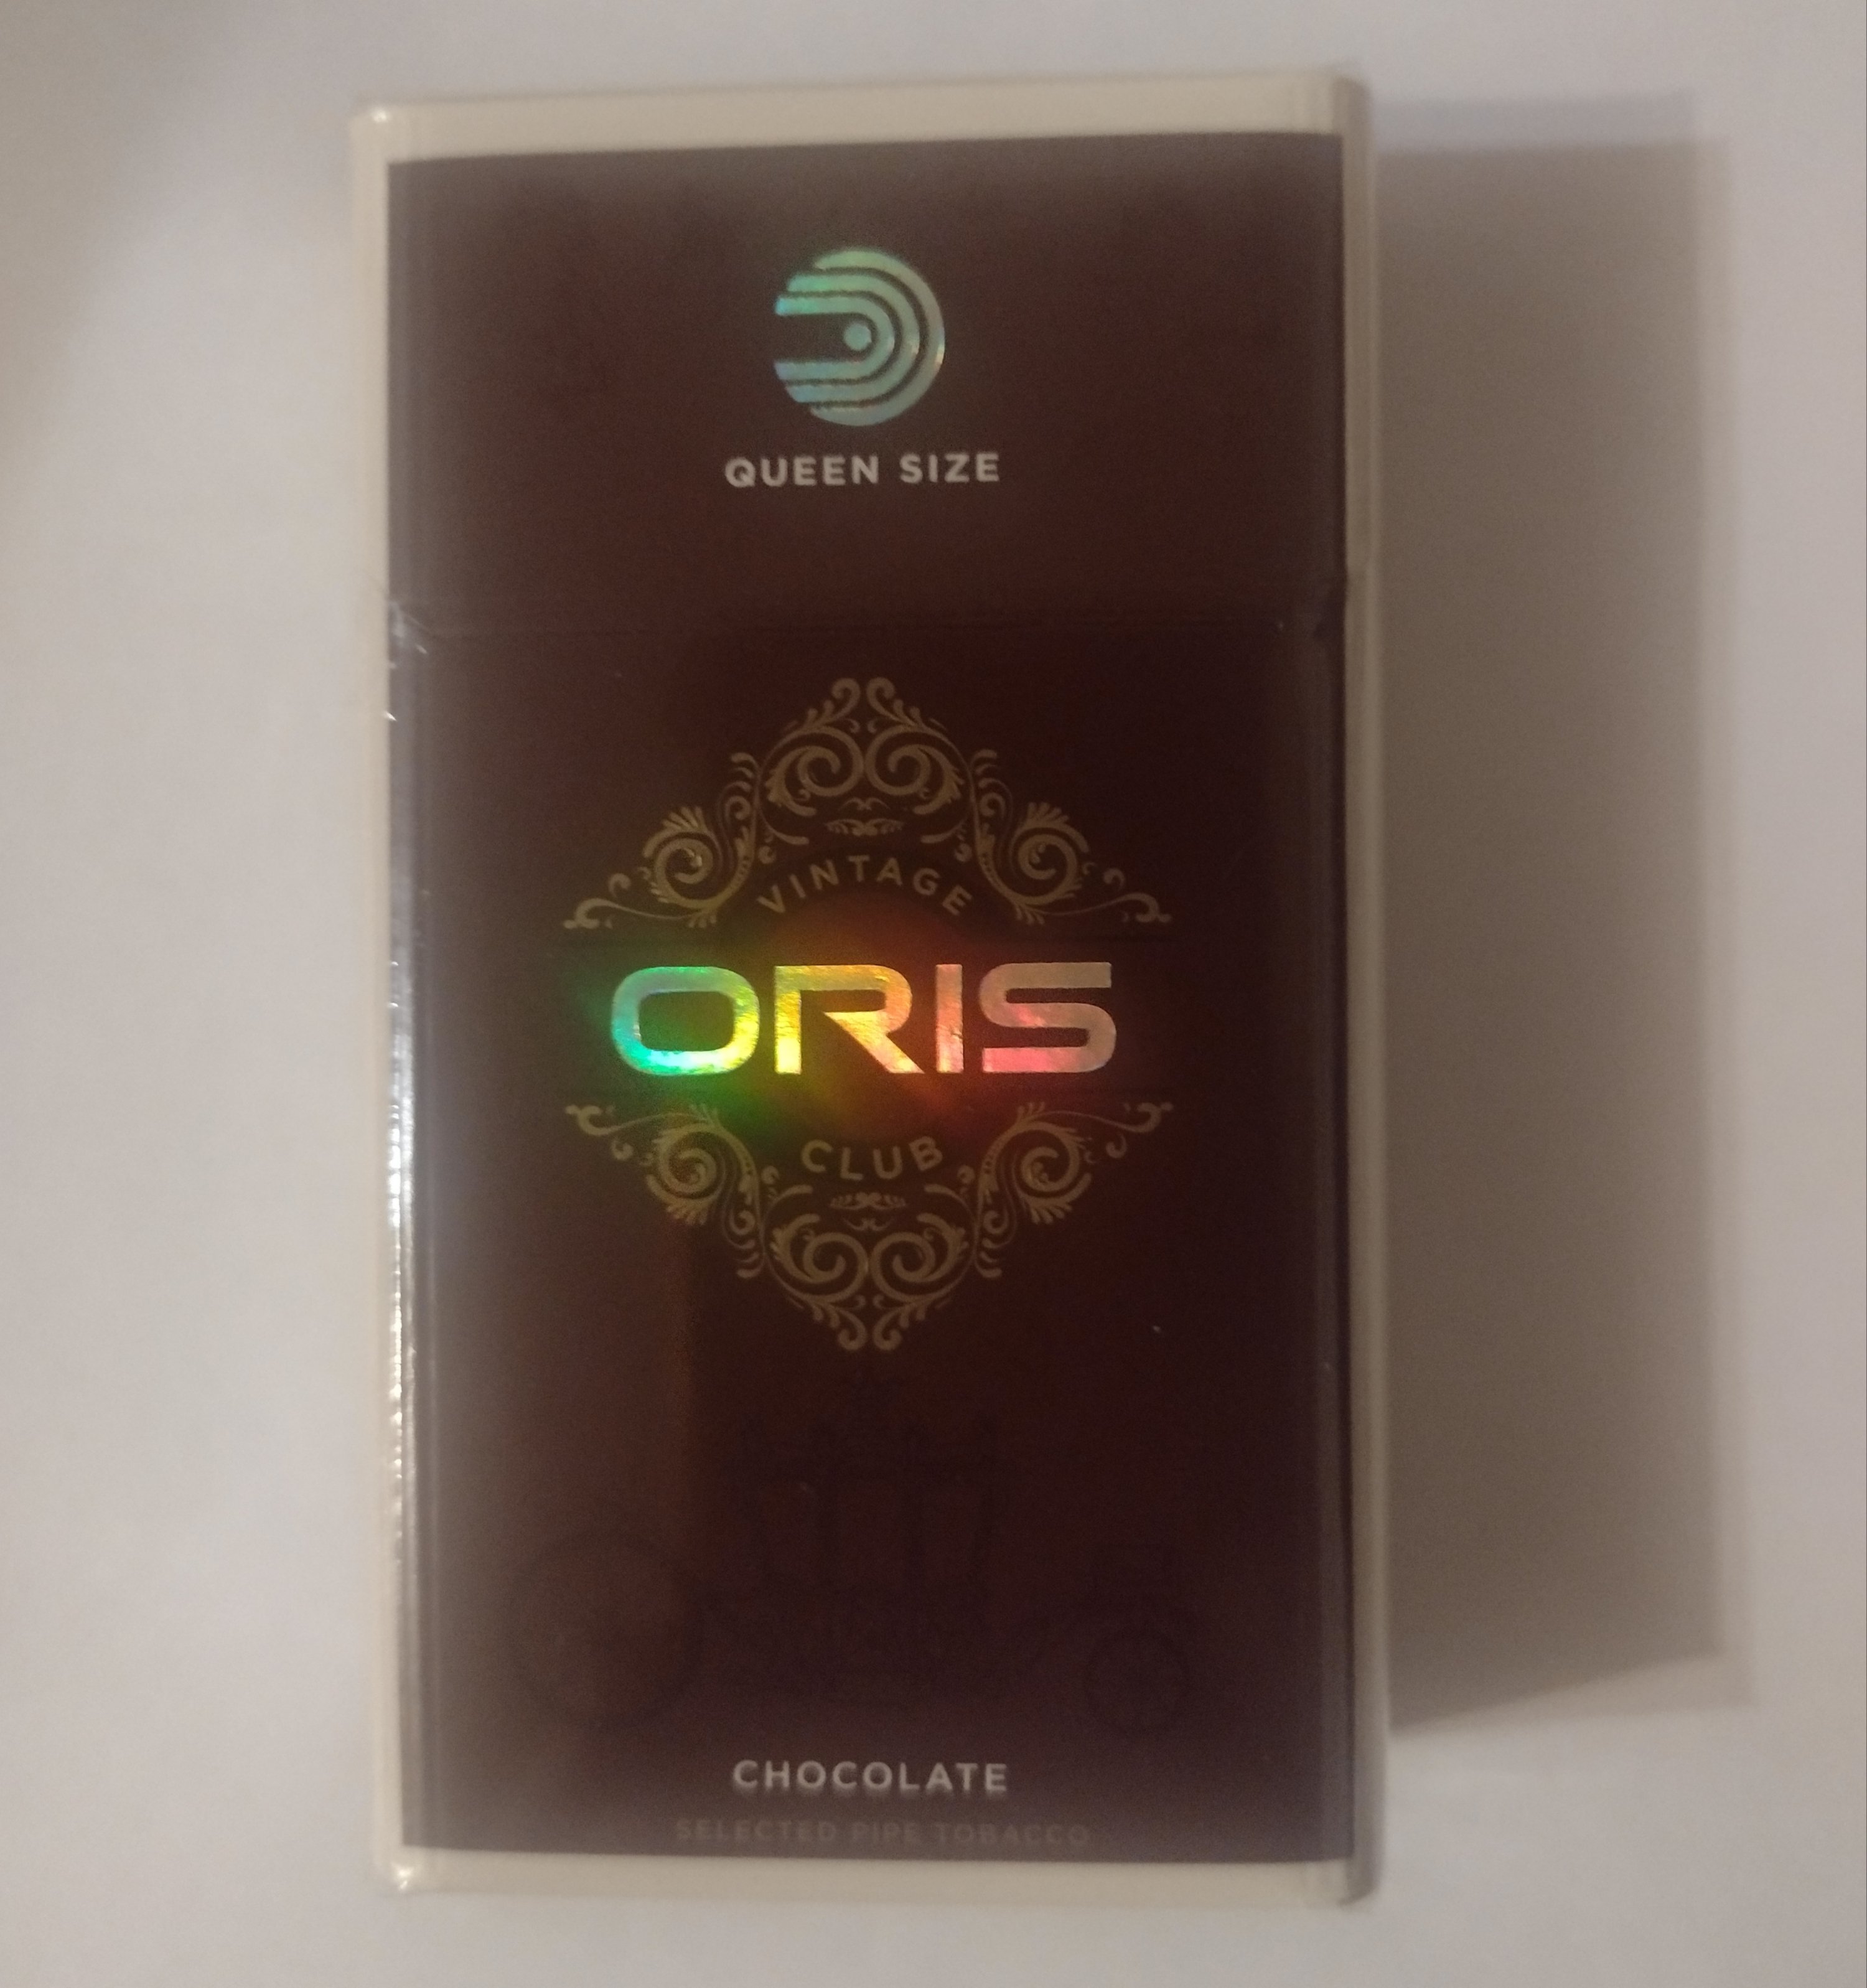 QUEEN SIZE
VINTAGE
ORIS
CLUB
CHOCOLATE
SELECTED PIPE TOBACCO